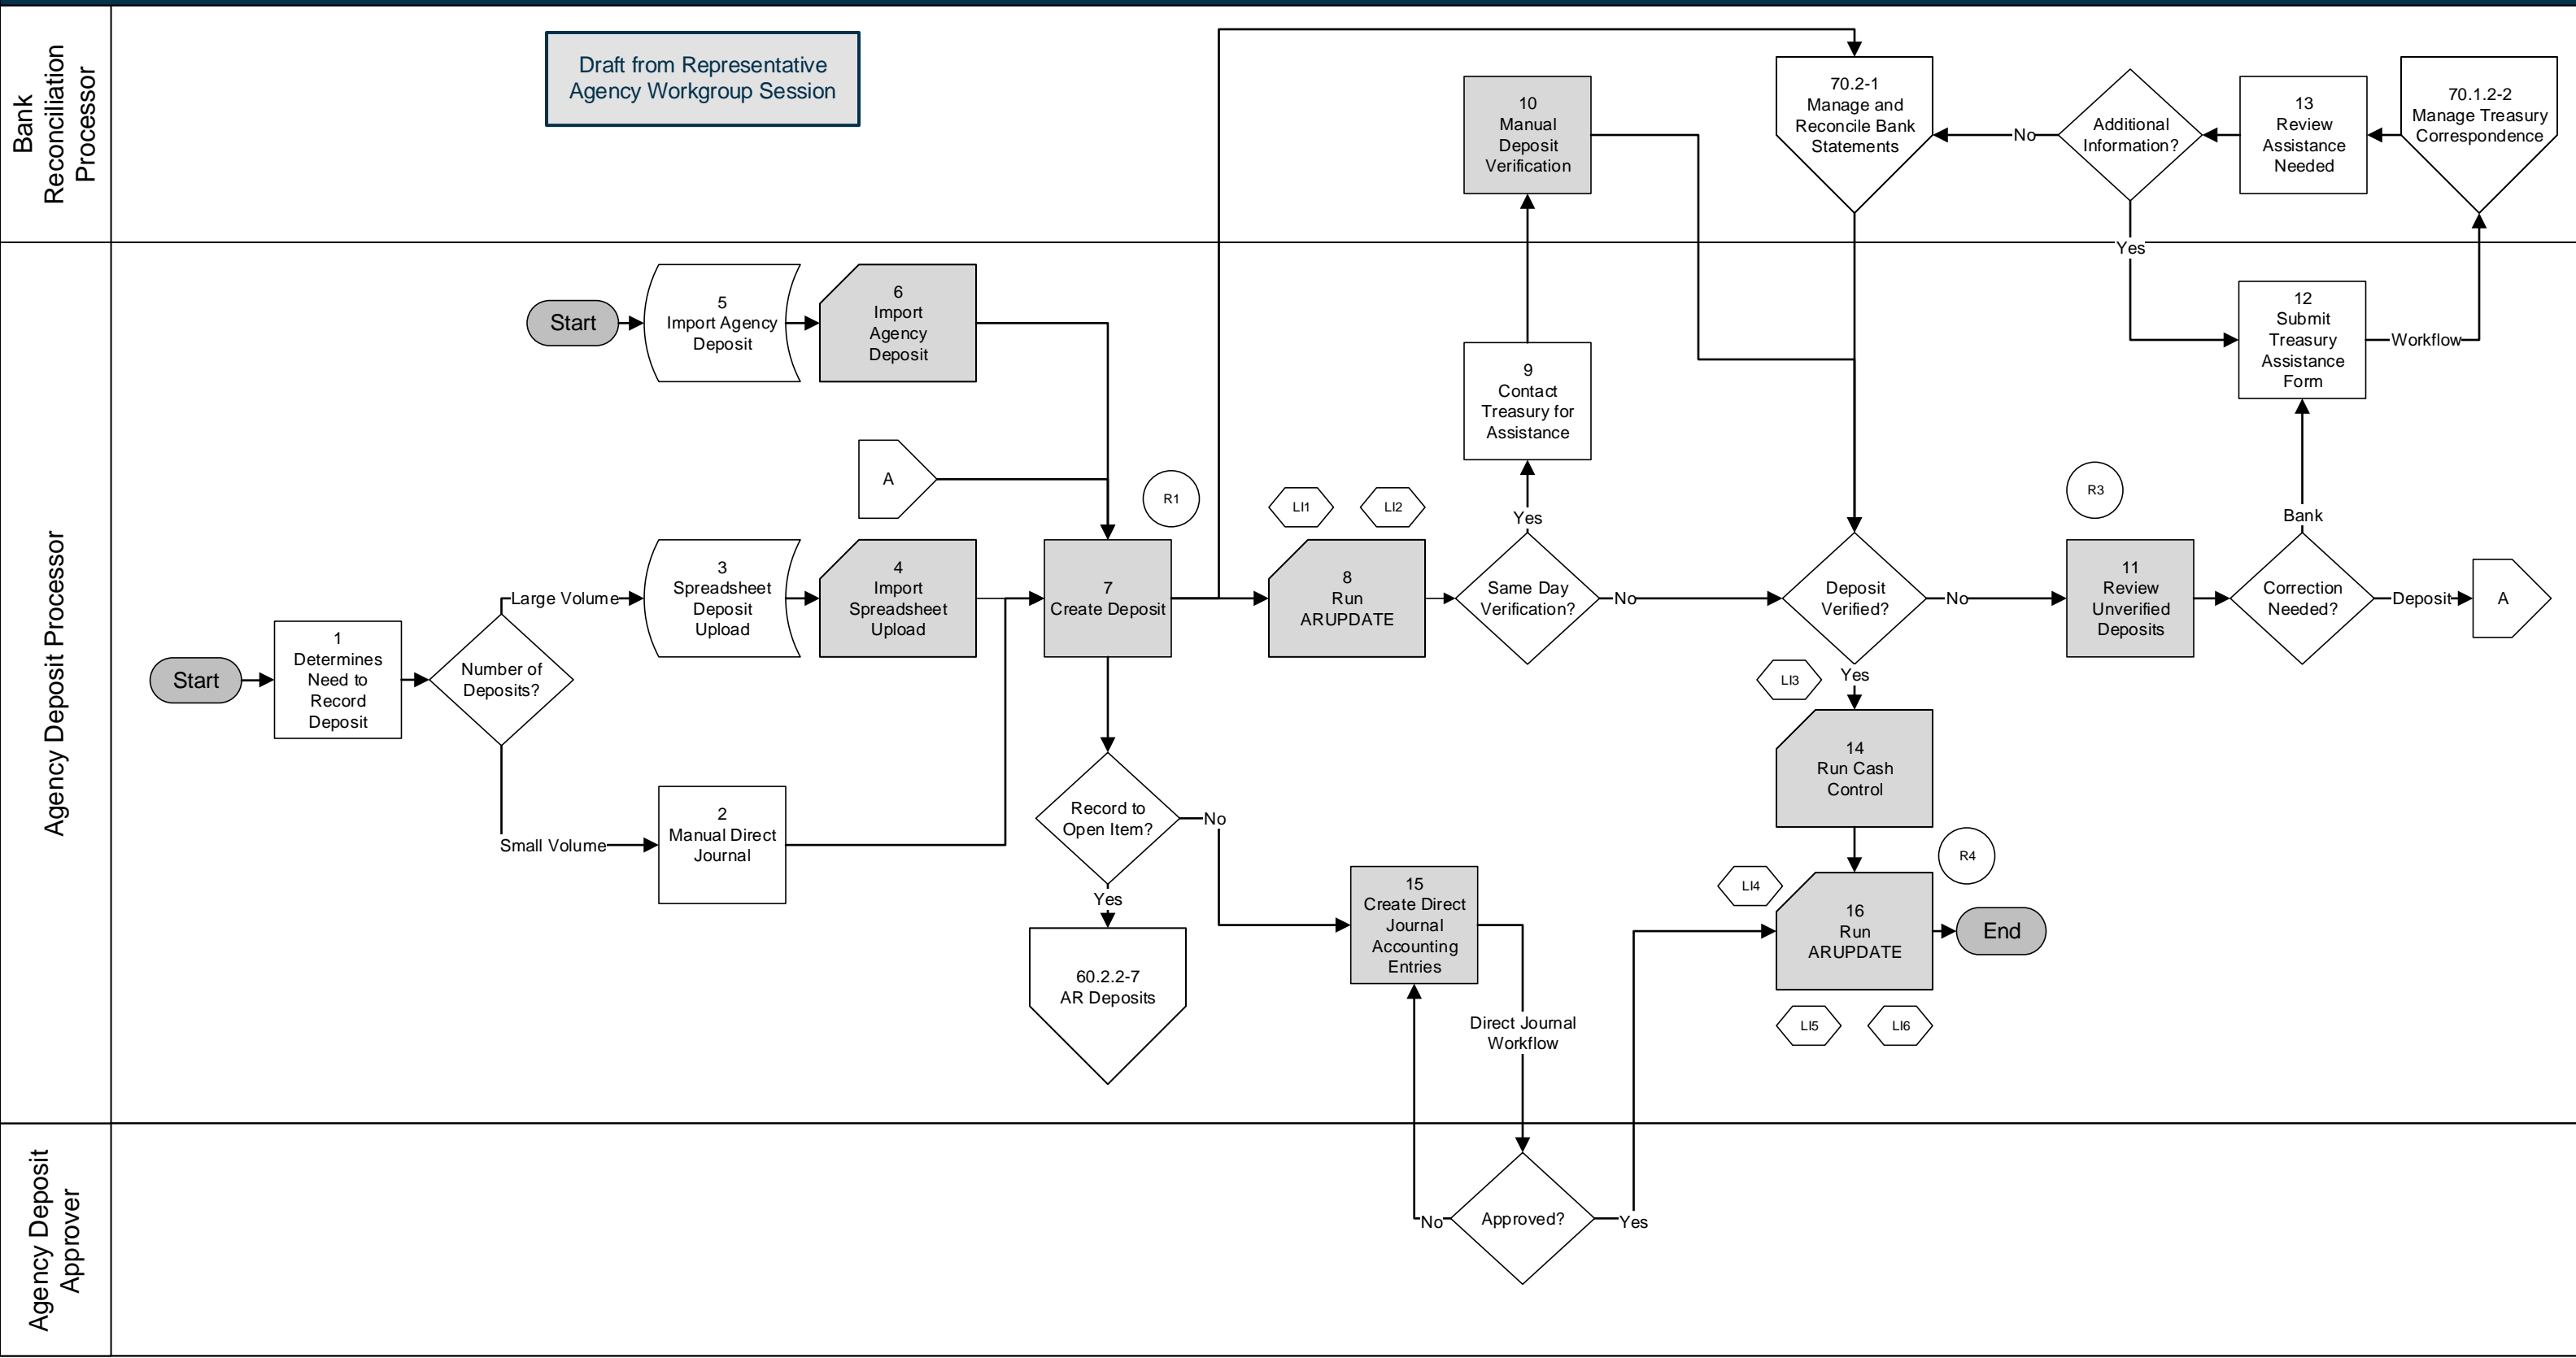 Bank
Reconciliation
Processor
Draft from Representative
Agency Workgroup Session
10
Manual
Deposit
Verification
70.2-1
Manage and
Reconcile Bank
Statements
No
Additional
Information?
13
Review
Assistance
Needed
70.1.2-2
Manage Treasury
Correspondence
Yes
Agency Deposit Processor
Start
5
Import Agency
Deposit
6
Import
Agency
Deposit
12
Submit
Treasury
Assistance
Form
Workflow
9
Contact
Treasury for
Assistance
A
R1
LI1
LI2
Yes
R3
Bank
Start
1
Determines
Need to
Record
Deposit
Number of
Deposits?
Large Volume
3
Spreadsheet
Deposit
Upload
4
Import
Spreadsheet
Upload
7
Create Deposit
8
Run
ARUPDATE
Same Day
Verification?
No
Deposit
Verified?
No
11
Review
Unverified
Deposits
Correction
Needed?
Deposit
A
LI3
Yes
14
Run Cash
Control
Small Volume
2
Manual Direct
Journal
Record to
Open Item?
No
Yes
60.2.2-7
AR Deposits
15
Create Direct
Journal
Accounting
Entries
R4
LI4
16
Run
ARUPDATE
End
LI5
LI6
Direct Journal
Workflow
Agency Deposit
Approver
No
Approved?
Yes